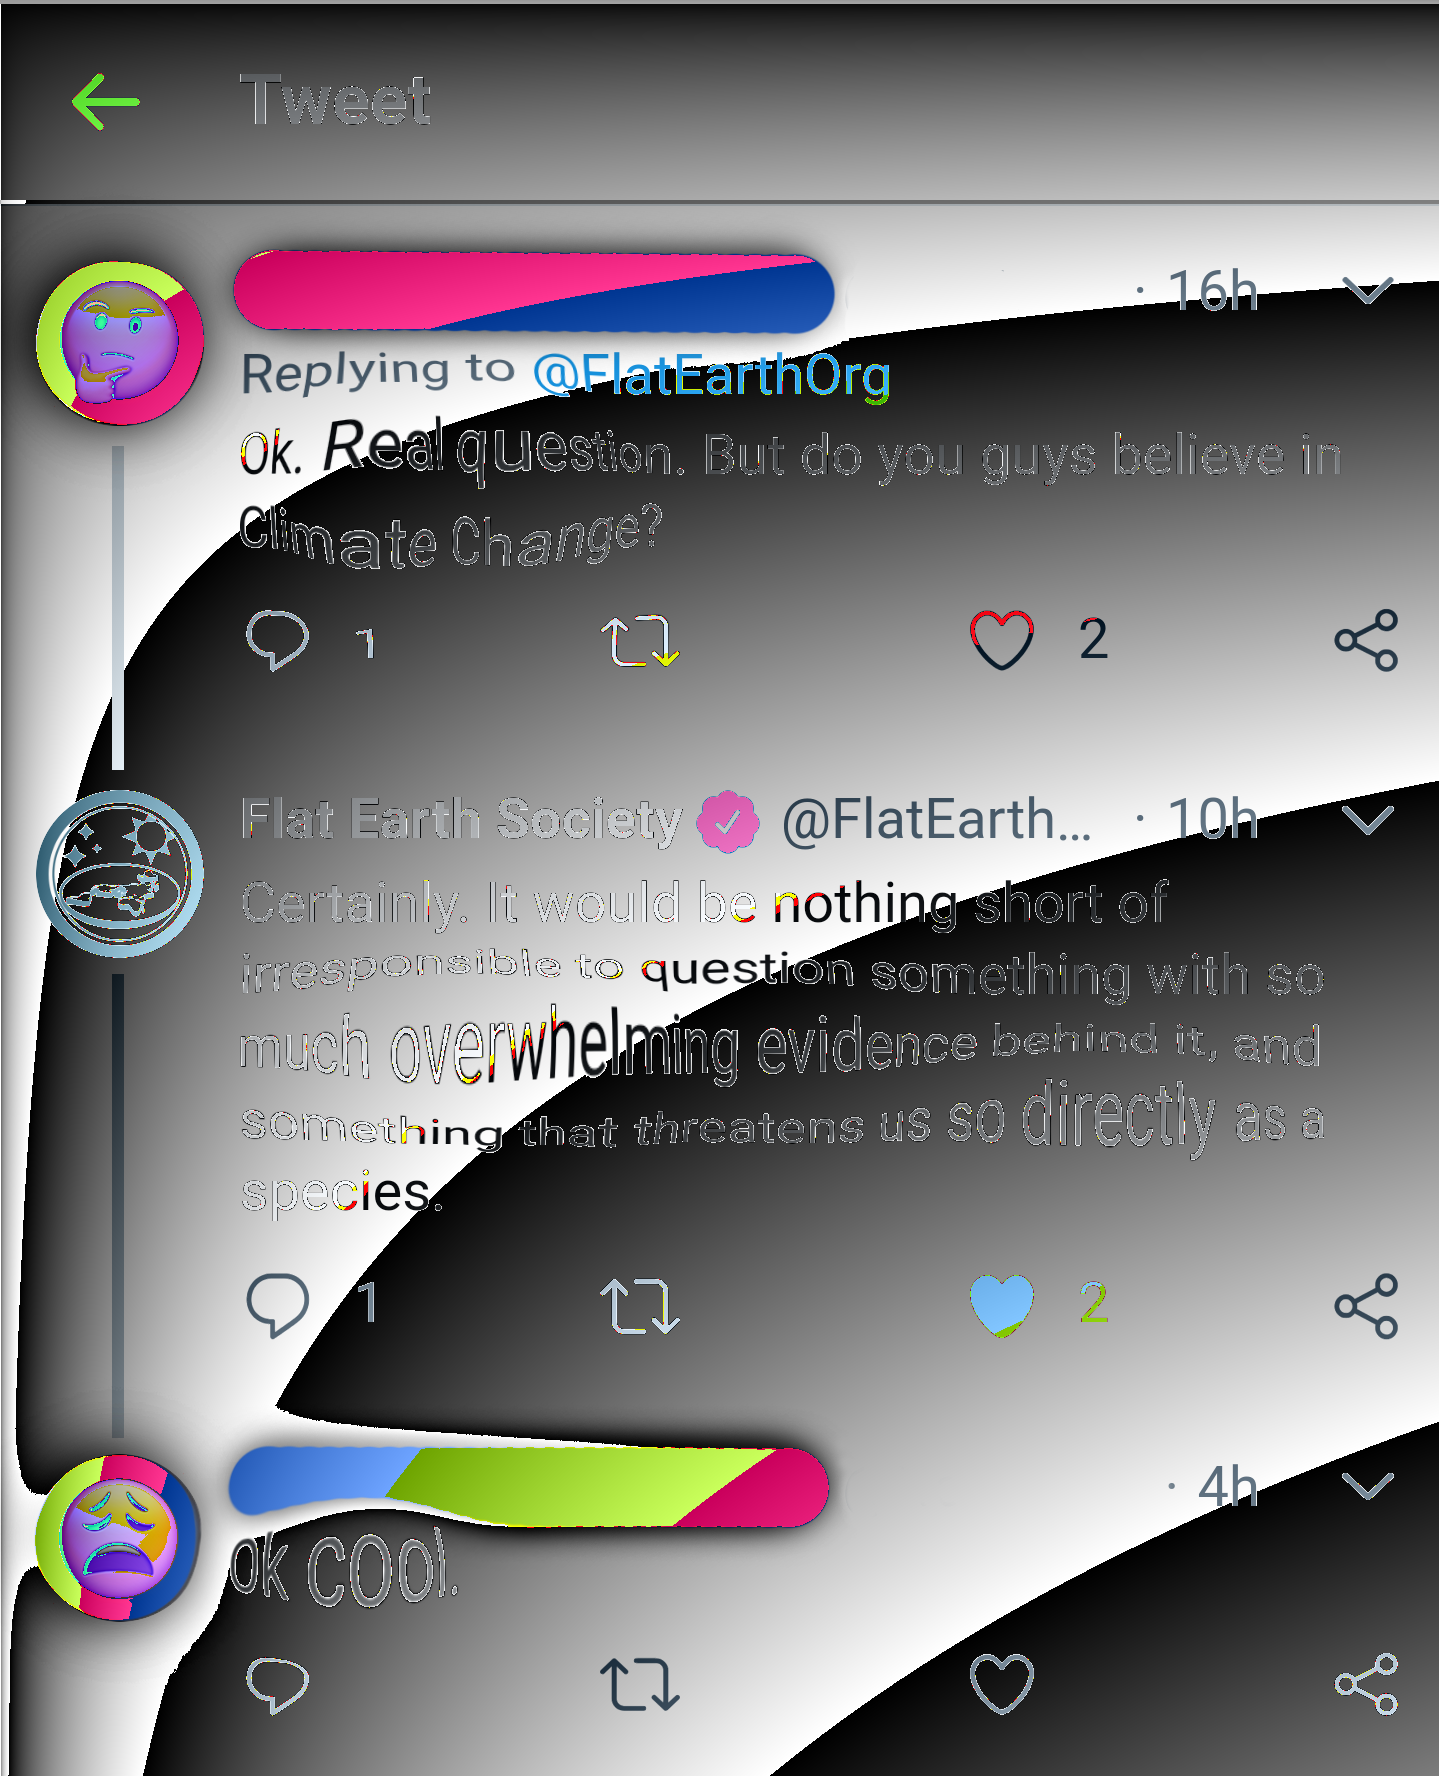 Tweet
· 16h
Replying to @FlatEarthOrg
Ok. Real question. But do you guys believe in
Climate Change?
1 2
Flat Earth Society @FlatEarth... · 10h
Certainly. It would be nothing short of
irresponsible to question something with so
much overwhelming evidence behind it, and
something that threatens us so directly as a
species.
1 2
· 4h
ok cool.